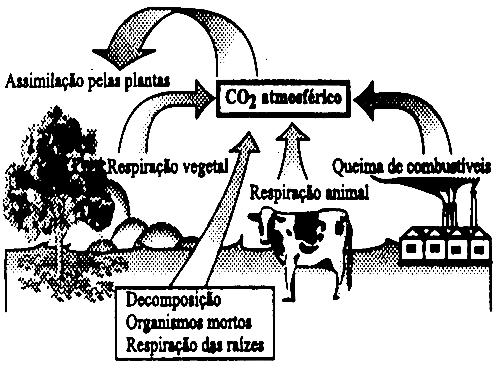 Assimilação pelas plantas
CO2 atmosférico
Respiração vegetal
Queima de combustíveis
Respiração animal
Decomposição
Organismos mortos
Respiração das raízes